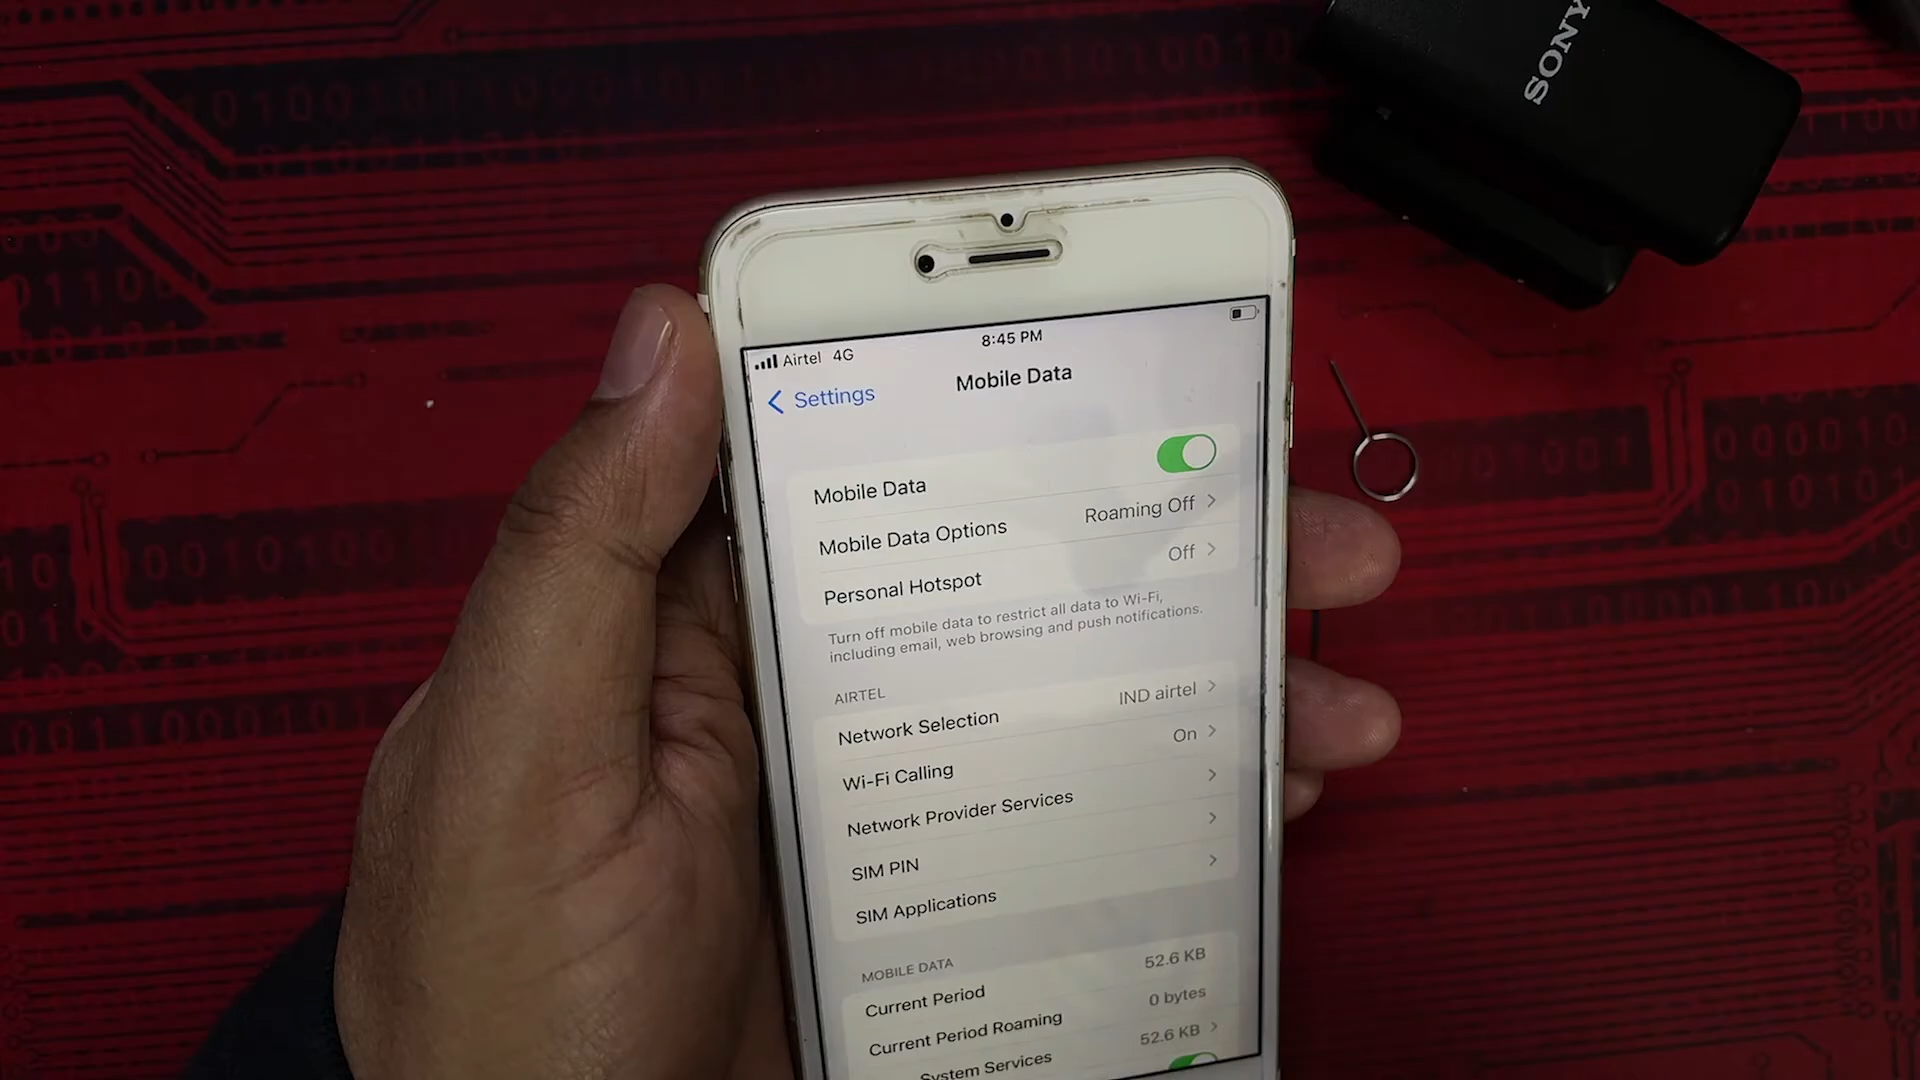 SONY
Airtel 4G
8:45 PM
Settings
Mobile Data
Mobile Data
Mobile Data Options
Roaming Off
Personal Hotspot
Off
Turn off mobile data to restrict all data to Wi-Fi,
including email, web browsing and push notifications.
AIRTEL
Network Selection
IND airtel
Wi-Fi Calling
On
Network Provider Services
SIM PIN
SIM Applications
MOBILE DATA
Current Period
52.6 KB
Current Period Roaming
0 bytes
System Services
52.6 KB